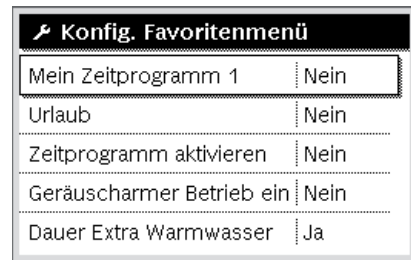 Konfig. Favoritenmenü
Mein Zeitprogramm 1 Nein
Urlaub Nein
Zeitprogramm aktivieren Nein
Geräuscharmer Betrieb ein Nein
Dauer Extra Warmwasser Ja